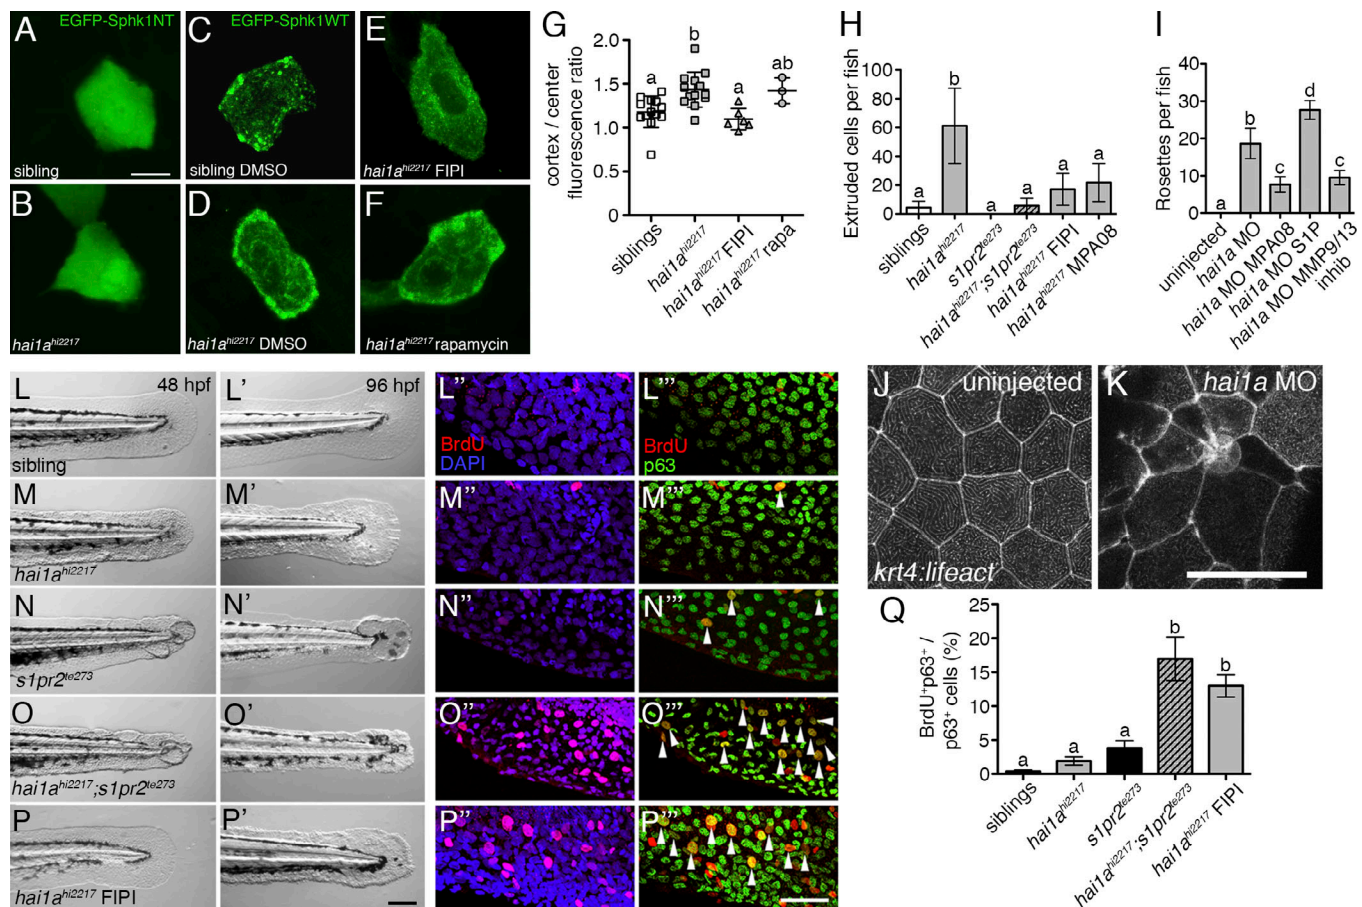 A
EGFP-Sphk1NT
sibling
B
hai1a^hi2217
C
EGFP-Sphk1WT
sibling DMSO
D
hai1a^hi2217 DMSO
E
hai1a^hi2217 FIPI
F
hai1a^hi2217 rapamycin
G
cortex / center
fluorescence ratio
2.0
1.5
1.0
0.5
0.0
a
b
a
ab
siblings
hai1a^hi2217
hai1a^hi2217 FIPI
hai1a^hi2217 rapa
H
Extruded cells per fish
100
80
60
40
20
0
a
b
a
a
a
a
siblings
hai1a^hi2217
s1pr2^te273
hai1a^hi2217;s1pr2^te273
hai1a^hi2217 FIPI
hai1a^hi2217 MPA08
I
Rosettes per fish
40
30
20
10
0
a
b
c
d
c
uninjected
hai1a MO
hai1a MO MPA08
hai1a MO S1P
hai1a MO MMP9/13
inhib
J
uninjected
krt4:lifeact
K
hai1a MO
L
48 hpf
sibling
L'
96 hpf
L''
BrdU
DAPI
L'''
BrdU
p63
M
hai1a^hi2217
M'
M''
M'''
N
s1pr2^te273
N'
N''
N'''
O
hai1a^hi2217;s1pr2^te273
O'
O''
O'''
P
hai1a^hi2217 FIPI
P'
P''
P'''
Q
BrdU⁺p63⁺ /
p63⁺ cells (%)
25
20
15
10
5
0
a
a
a
b
b
siblings
hai1a^hi2217
s1pr2^te273
hai1a^hi2217;s1pr2^te273
hai1a^hi2217 FIPI